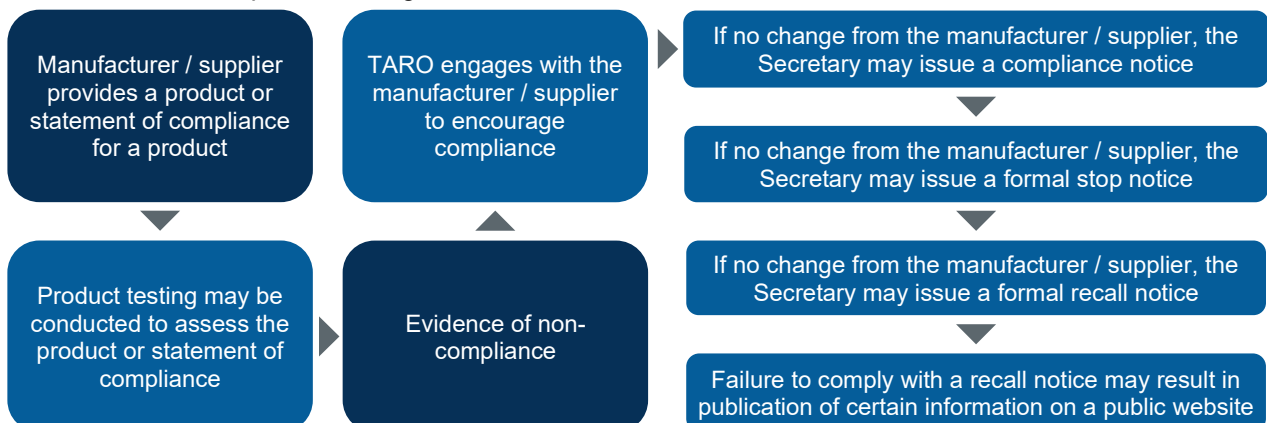 Manufacturer / supplier
provides a product or
statement of compliance
for a product
Product testing may be
conducted to assess the
product or statement of
compliance
Evidence of non-
compliance
TARO engages with the
manufacturer / supplier
to encourage
compliance
If no change from the manufacturer / supplier, the
Secretary may issue a compliance notice
If no change from the manufacturer / supplier, the
Secretary may issue a formal stop notice
If no change from the manufacturer / supplier, the
Secretary may issue a formal recall notice
Failure to comply with a recall notice may result in
publication of certain information on a public website